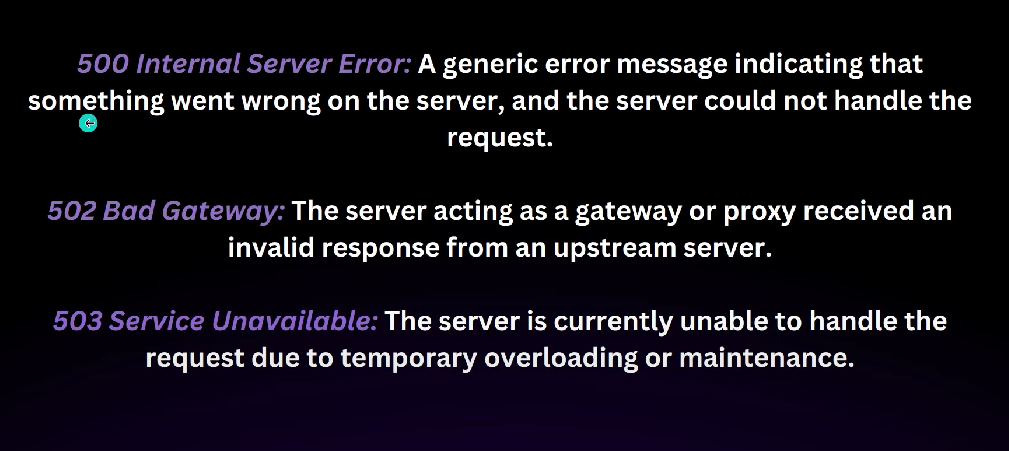 500 Internal Server Error: A generic error message indicating that
something went wrong on the server, and the server could not handle the
request.
502 Bad Gateway: The server acting as a gateway or proxy received an
invalid response from an upstream server.
503 Service Unavailable: The server is currently unable to handle the
request due to temporary overloading or maintenance.